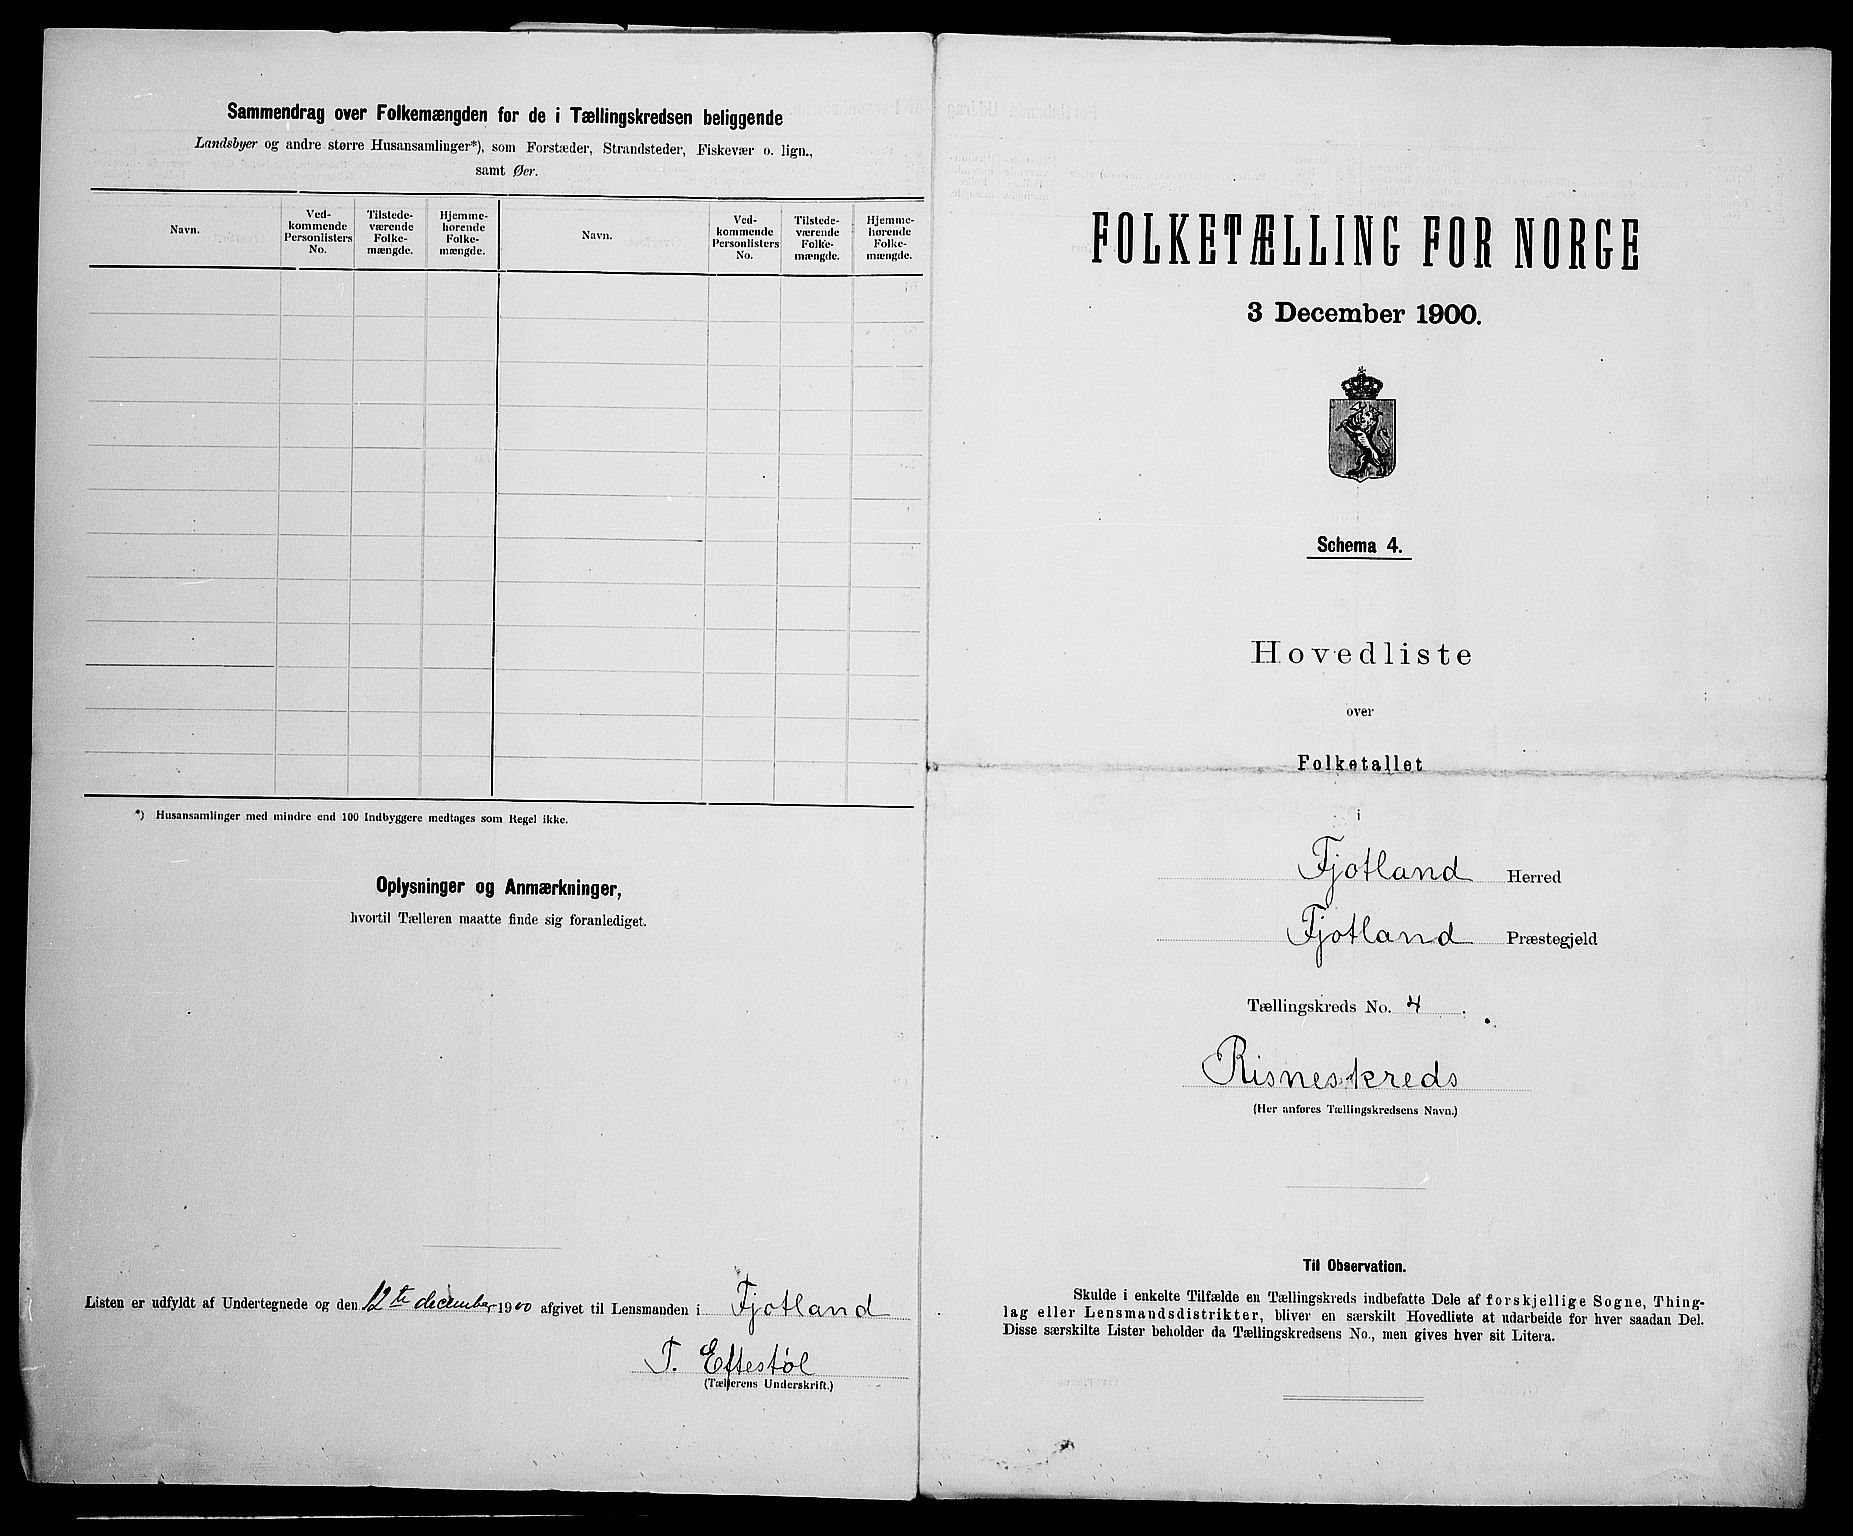 Sammendrag over Folkemængden for de i Tællingskredsen beliggende
Landsbyer og andre større Husansamlinger*), som Forstæder, Strandsteder, Fiskevær o. lign.,
samt Øer.
Navn.
Ved-
kommende
Personlisters
No.
Tilstede-
værende
Folke-
mængde.
Hjemme-
hørende
Folke-
mængde.
Navn.
Ved-
kommende
Personlisters
No.
Tilstede-
værende
Folke-
mængde.
Hjemme-
hørende
Folke-
mængde.
*) Husansamlinger med mindre end 100 Indbyggere medtages som Regel ikke.
Oplysninger og Anmærkninger,
hvortil Tælleren maatte finde sig foranlediget.
Listen er udfyldt af Undertegnede og den 12te december 1900 afgivet til Lensmanden i Fjotland
T. Eftestøl
(Tællerens Underskrift.)
FOLKETÆLLING FOR NORGE
3 December 1900.
Schema 4.
Hovedliste
over
Folketallet
i
Fjotland Herred
Fjotland Præstegjeld
Tællingskreds No. 4.
Risneskreds
(Her anføres Tællingskredsens Navn.)
Til Observation.
Skulde i enkelte Tilfælde en Tællingskreds indbefatte Dele af forskjellige Sogne, Thing-
lag eller Lensmandsdistrikter, bliver en særskilt Hovedliste at udarbeide for hver saadan Del.
Disse særskilte Lister beholder da Tællingskredsens No., men gives hver sit Litera.